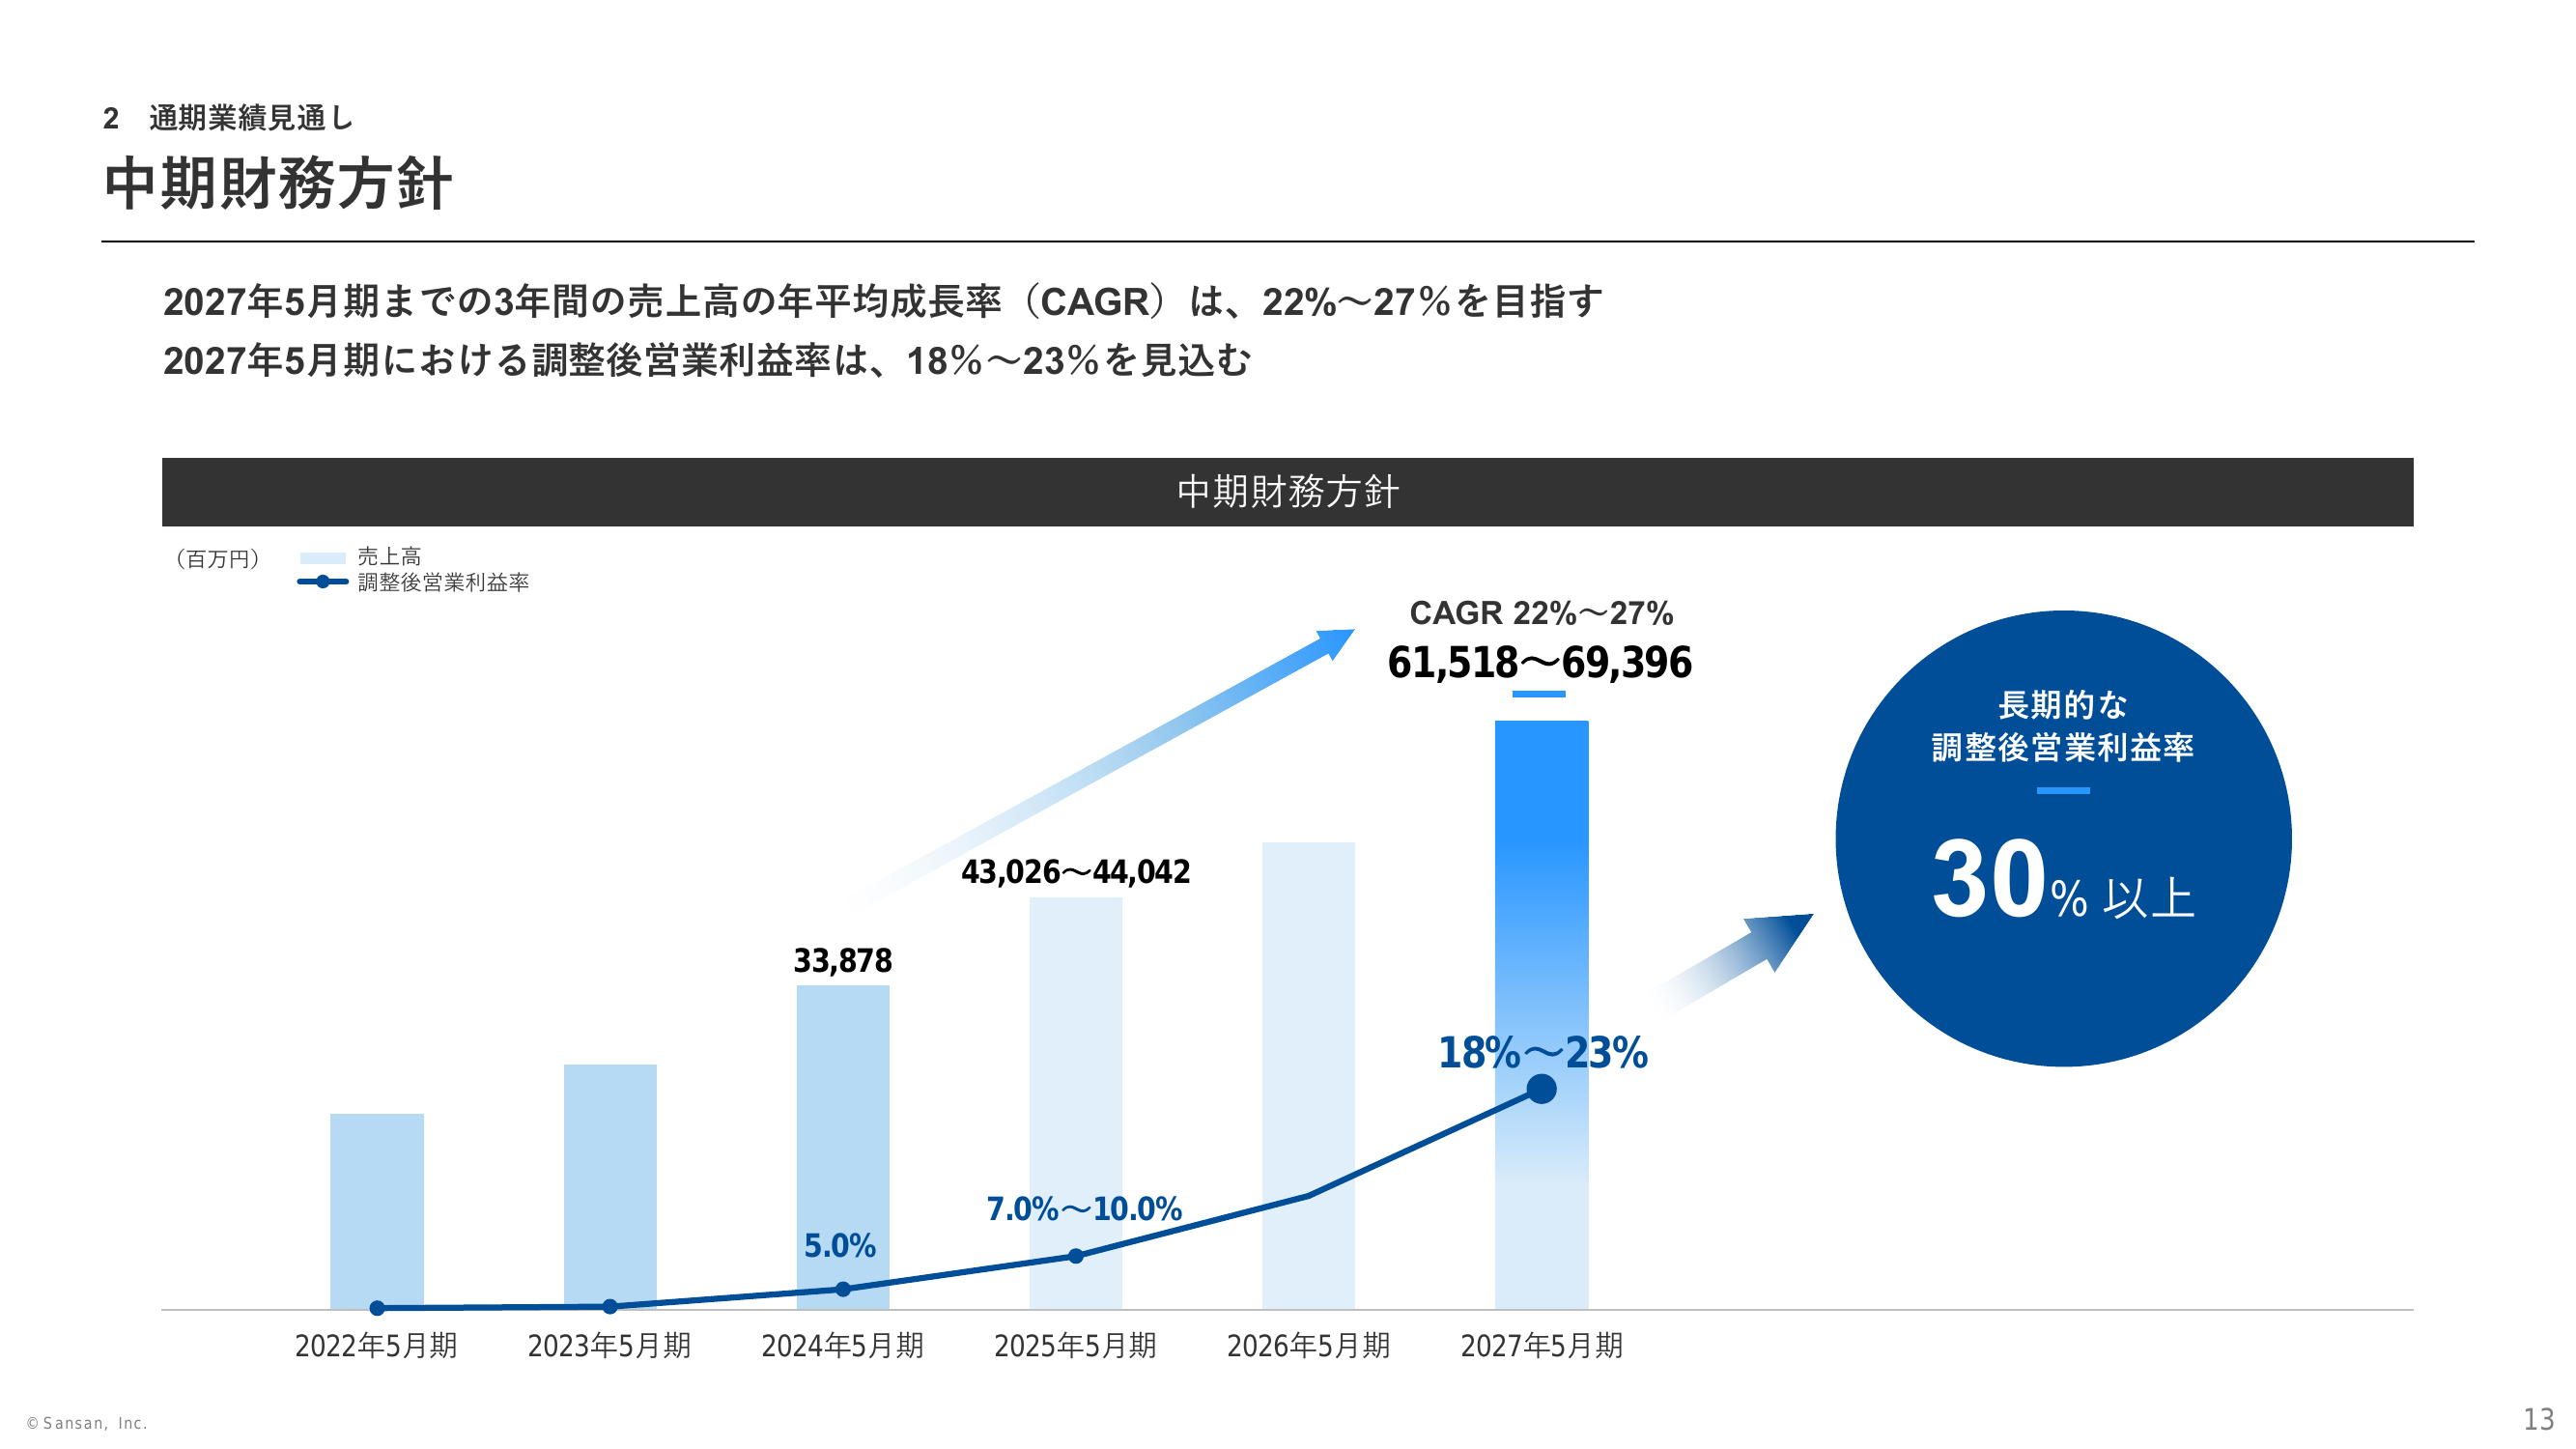 2　通期業績見通し
中期財務方針
2027年5月期までの3年間の売上高の年平均成長率（CAGR）は、22%～27%を目指す
2027年5月期における調整後営業利益率は、18%～23%を見込む
中期財務方針
（百万円）
売上高
調整後営業利益率
CAGR 22%～27%
61,518～69,396
長期的な
調整後営業利益率
30% 以上
43,026～44,042
33,878
18%～23%
7.0%～10.0%
5.0%
2022年5月期 2023年5月期 2024年5月期 2025年5月期 2026年5月期 2027年5月期
© Sansan, Inc.
13